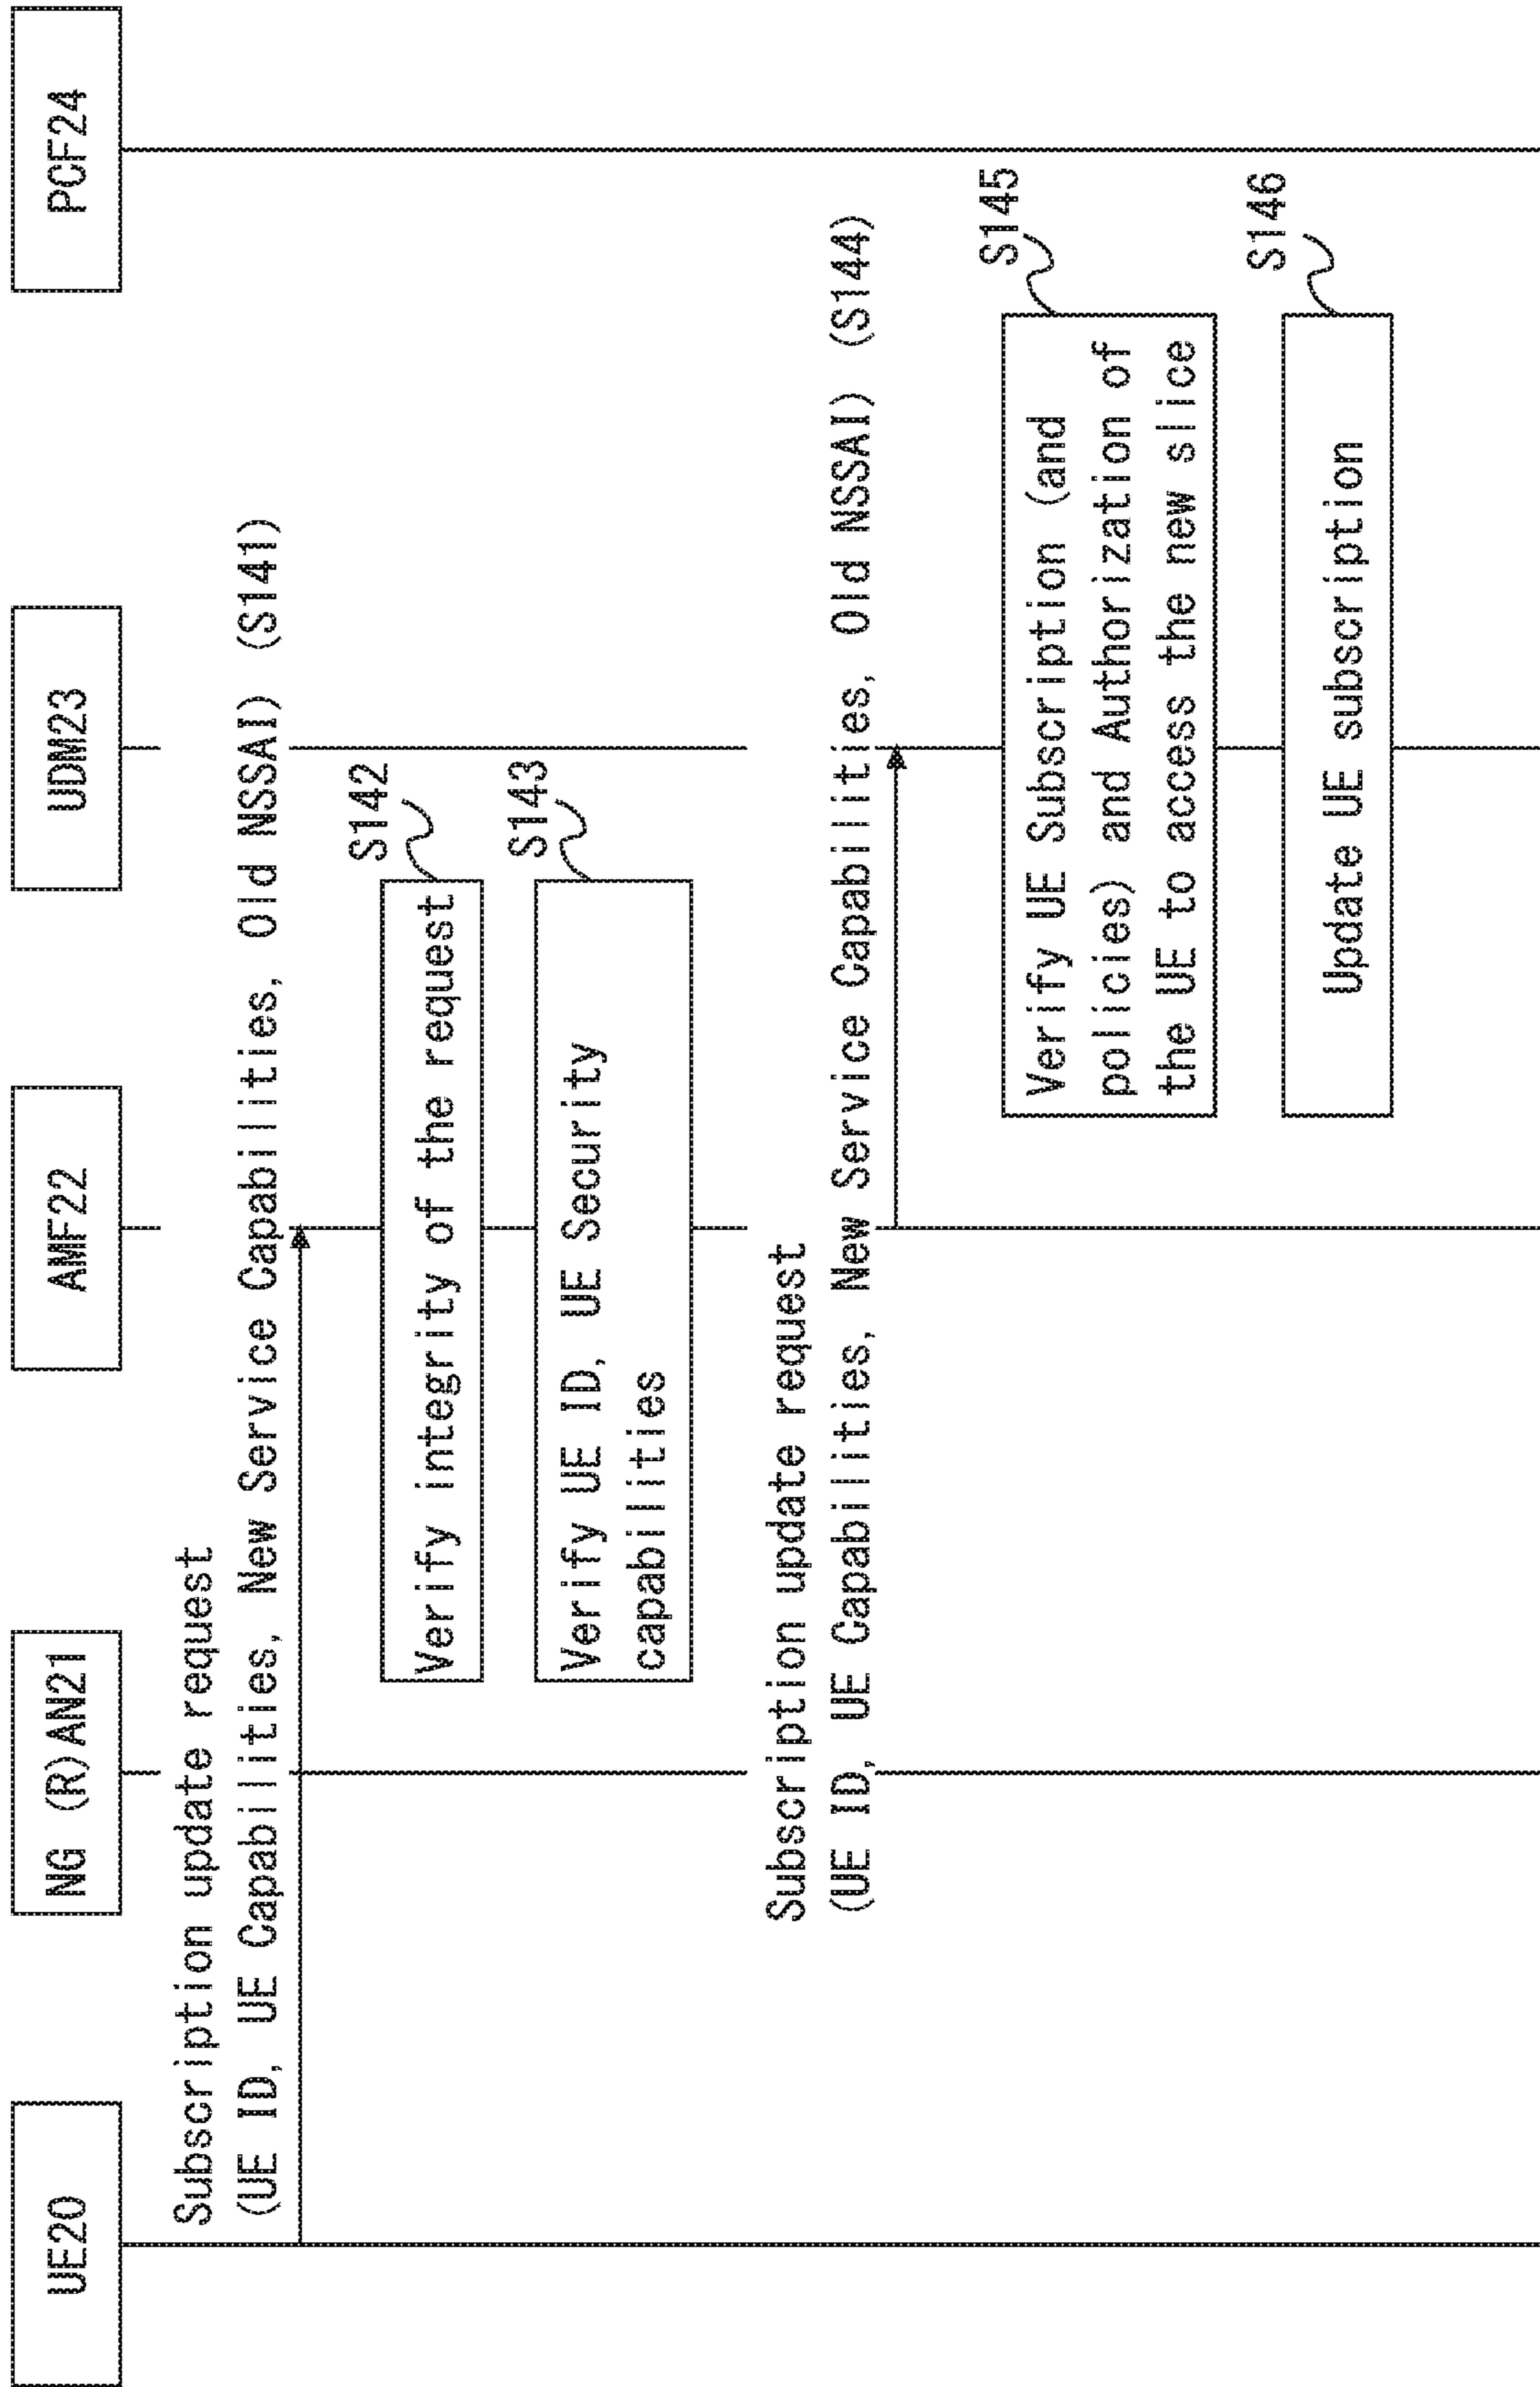 UE20
NG (R)AN21
AMF22
UDM23
PCF24
Subscription update request
(UE ID, UE Capabilities, New Service Capabilities, Old NSSAI) (S141)
S142
Verify integrity of the request
S143
Verify UE ID, UE Security
capabilities
Subscription update request
(UE ID, UE Capabilities, New Service Capabilities, Old NSSAI) (S144)
S145
Verify UE Subscription (and
policies) and Authorization of
the UE to access the new slice
S146
Update UE subscription